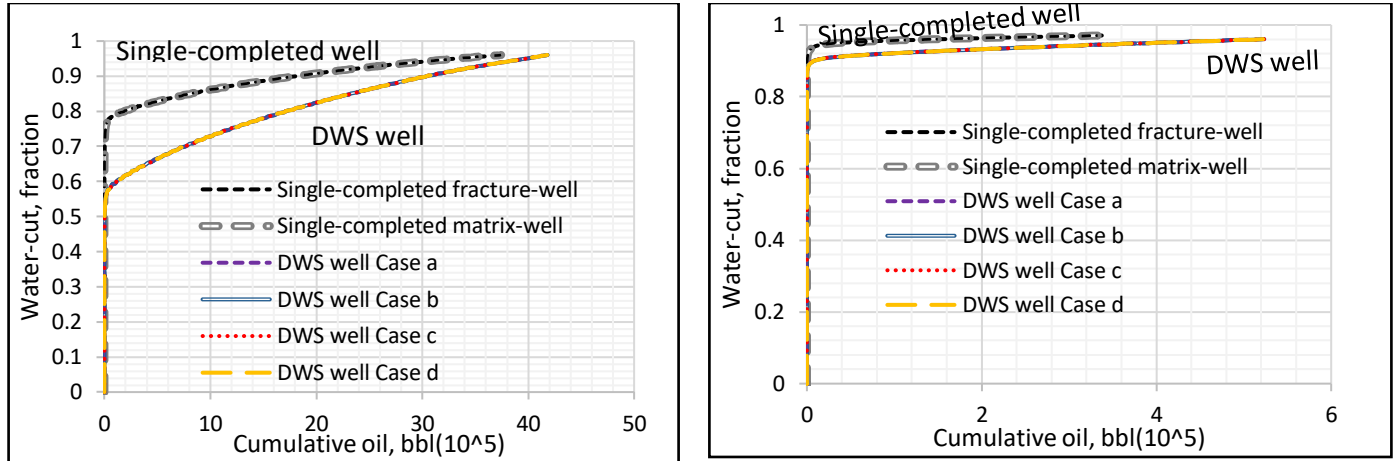 Single-completed well
DWS well
Single-completed fracture-well
Single-completed matrix-well
DWS well Case a
DWS well Case b
DWS well Case c
DWS well Case d
Water-cut, fraction
1
0.9
0.8
0.7
0.6
0.5
0.4
0.3
0.2
0.1
0
0
10
20
30
40
50
Cumulative oil, bbl(10^5)
Single-completed well
DWS well
Single-completed fracture-well
Single-completed matrix-well
DWS well Case a
DWS well Case b
DWS well Case c
DWS well Case d
Water-cut, fraction
1
0.8
0.6
0.4
0.2
0
0
2
4
6
Cumulative oil, bbl(10^5)